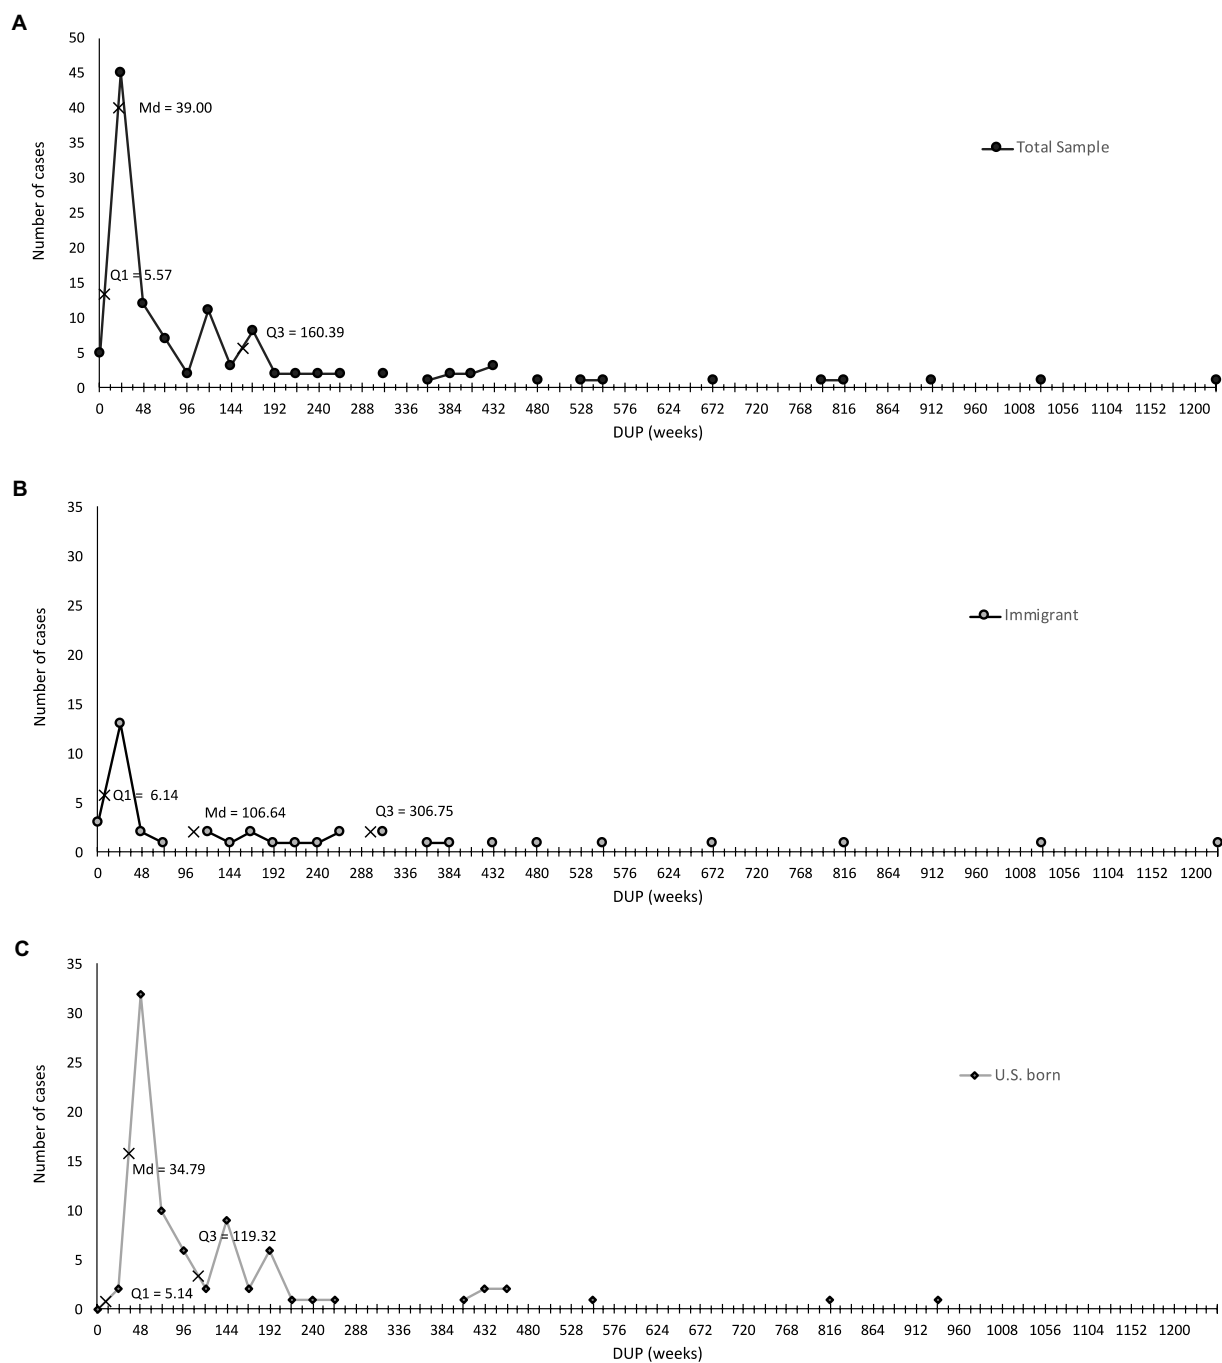 A
50
45
Md = 39.00
40
35
Total Sample
30
25
20
Q1 = 5.57
15
10
Q3 = 160.39
5
0
Number of cases
0 48 96 144 192 240 288 336 384 432 480 528 576 624 672 720 768 816 864 912 960 1008 1056 1104 1152 1200
DUP (weeks)
B
35
30
25
Immigrant
20
15
10
Q1 = 6.14
Md = 106.64
Q3 = 306.75
5
0
Number of cases
0 48 96 144 192 240 288 336 384 432 480 528 576 624 672 720 768 816 864 912 960 1008 1056 1104 1152 1200
DUP (weeks)
C
35
30
25
U.S. born
20
15
Md = 34.79
10
Q3 = 119.32
5
Q1 = 5.14
0
Number of cases
0 48 96 144 192 240 288 336 384 432 480 528 576 624 672 720 768 816 864 912 960 1008 1056 1104 1152 1200
DUP (weeks)